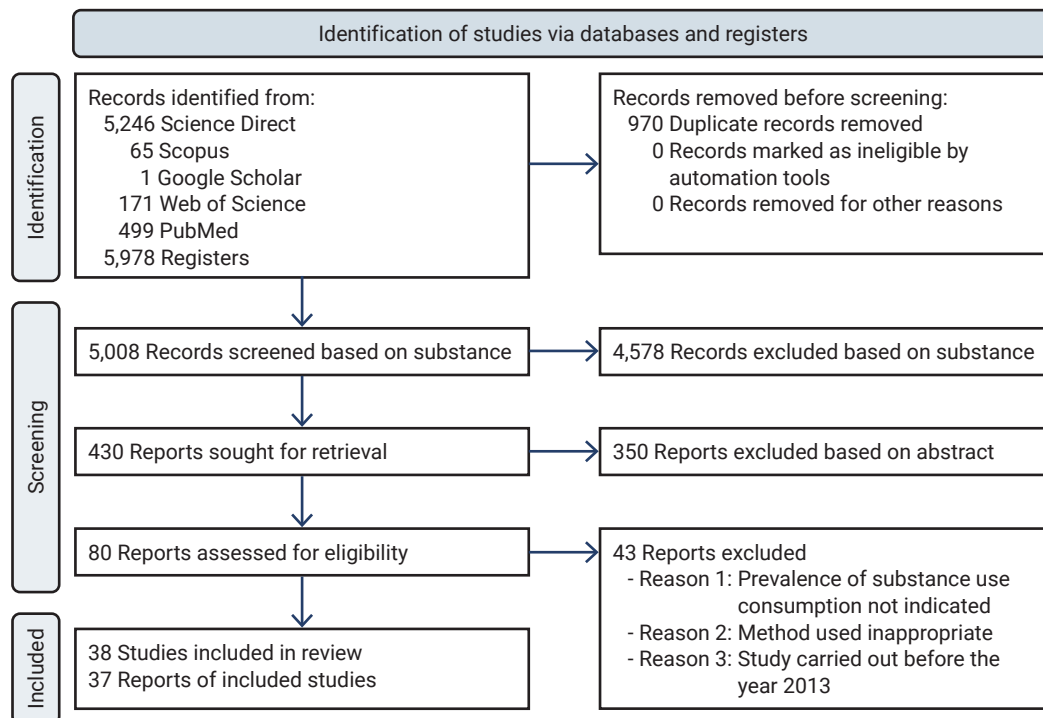 Identification of studies via databases and registers
Identification
Records identified from:
5,246 Science Direct
65 Scopus
1 Google Scholar
171 Web of Science
499 PubMed
5,978 Registers
Records removed before screening:
970 Duplicate records removed
0 Records marked as ineligible by
automation tools
0 Records removed for other reasons
Screening
5,008 Records screened based on substance
4,578 Records excluded based on substance
430 Reports sought for retrieval
350 Reports excluded based on abstract
80 Reports assessed for eligibility
43 Reports excluded
- Reason 1: Prevalence of substance use
consumption not indicated
- Reason 2: Method used inappropriate
- Reason 3: Study carried out before the
year 2013
Included
38 Studies included in review
37 Reports of included studies